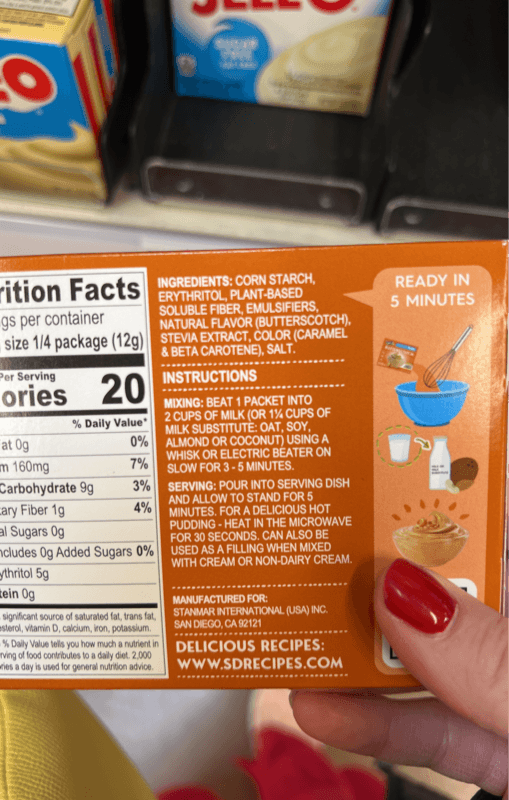 JELL-O
SUGAR
FREE
O
rition Facts
gs per container
size 1/4 package (12g)
Per Serving
ories 20
% Daily Value*
at 0g 0%
m 160mg 7%
Carbohydrate 9g 3%
ary Fiber 1g 4%
al Sugars 0g
ncludes 0g Added Sugars 0%
ythritol 5g
tein 0g
significant source of saturated fat, trans fat,
esterol, vitamin D, calcium, iron, potassium.
% Daily Value tells you how much a nutrient in
rving of food contributes to a daily diet. 2,000
ries a day is used for general nutrition advice.
INGREDIENTS: CORN STARCH,
ERYTHRITOL, PLANT-BASED
SOLUBLE FIBER, EMULSIFIERS,
NATURAL FLAVOR (BUTTERSCOTCH),
STEVIA EXTRACT, COLOR (CARAMEL
& BETA CAROTENE), SALT.
INSTRUCTIONS
MIXING: BEAT 1 PACKET INTO
2 CUPS OF MILK (OR 1¾ CUPS OF
MILK SUBSTITUTE: OAT, SOY,
ALMOND OR COCONUT) USING A
WHISK OR ELECTRIC BEATER ON
SLOW FOR 3 - 5 MINUTES.
SERVING: POUR INTO SERVING DISH
AND ALLOW TO STAND FOR 5
MINUTES. FOR A DELICIOUS HOT
PUDDING - HEAT IN THE MICROWAVE
FOR 30 SECONDS. CAN ALSO BE
USED AS A FILLING WHEN MIXED
WITH CREAM OR NON-DAIRY CREAM.
MANUFACTURED FOR:
STANMAR INTERNATIONAL (USA) INC.
SAN DIEGO, CA 92121
DELICIOUS RECIPES:
WWW.SDRECIPES.COM
READY IN
5 MINUTES